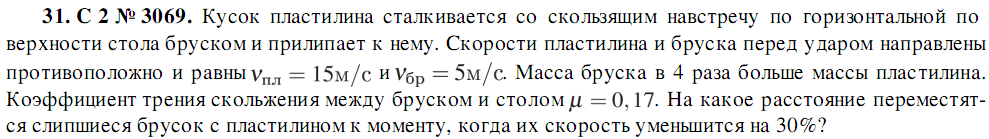 31. С 2 № 3069. Кусок пластилина сталкивается со скользящим навстречу по горизонтальной по
верхности стола бруском и прилипает к нему. Скорости пластилина и бруска перед ударом направлены
противоположно и равны vпл = 15м/с и vбр = 5м/с. Масса бруска в 4 раза больше массы пластилина.
Коэффициент трения скольжения между бруском и столом μ = 0,17. На какое расстояние переместят-
ся слипшиеся брусок с пластилином к моменту, когда их скорость уменьшится на 30%?